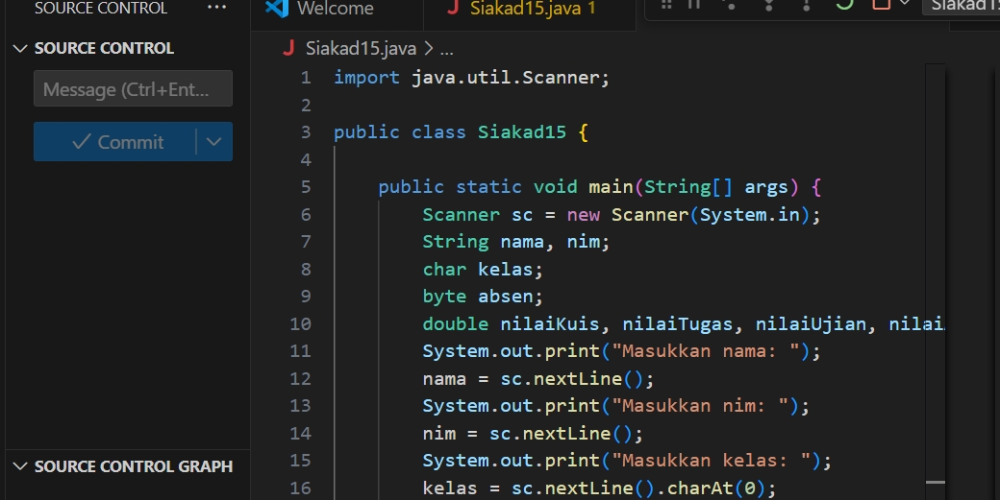 SOURCE CONTROL ...
SOURCE CONTROL
Message (Ctrl+Ent...
Commit
SOURCE CONTROL GRAPH
Welcome
J Siakad15.java 1
Siakad15
J Siakad15.java > ...
1 import java.util.Scanner;
2
3 public class Siakad15 {
4
5 public static void main(String[] args) {
6 Scanner sc = new Scanner(System.in);
7 String nama, nim;
8 char kelas;
9 byte absen;
10 double nilaiKuis, nilaiTugas, nilaiUjian, nilai
11 System.out.print("Masukkan nama: ");
12 nama = sc.nextLine();
13 System.out.print("Masukkan nim: ");
14 nim = sc.nextLine();
15 System.out.print("Masukkan kelas: ");
16 kelas = sc.nextLine().charAt(0);